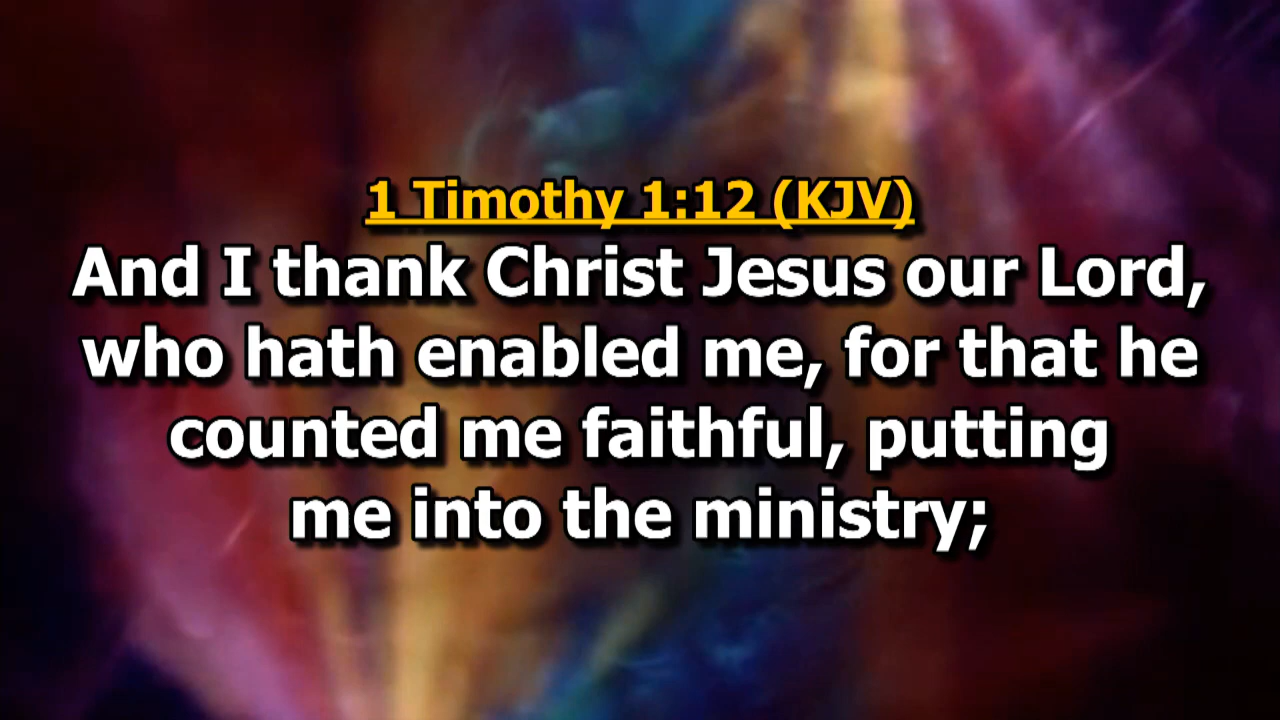 1 Timothy 1:12 (KJV)
And I thank Christ Jesus our Lord,
who hath enabled me, for that he
counted me faithful, putting
me into the ministry;